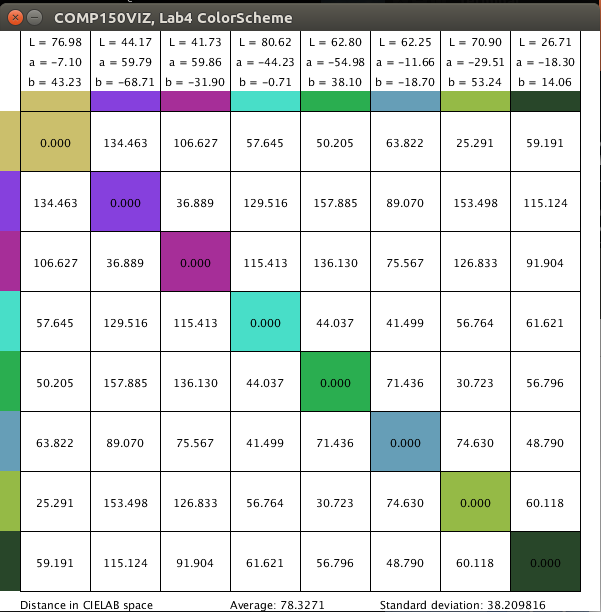 COMP150VIZ, Lab4 ColorScheme
L = 76.98 L = 44.17 L = 41.73 L = 80.62 L = 62.80 L = 62.25 L = 70.90 L = 26.71
a = −7.10 a = 59.79 a = 59.86 a = −44.23 a = −54.98 a = −11.66 a = −29.51 a = −18.30
b = 43.23 b = −68.71 b = −31.90 b = −0.71 b = 38.10 b = −18.70 b = 53.24 b = 14.06
0.000 134.463 106.627 57.645 50.205 63.822 25.291 59.191
134.463 0.000 36.889 129.516 157.885 89.070 153.498 115.124
106.627 36.889 0.000 115.413 136.130 75.567 126.833 91.904
57.645 129.516 115.413 0.000 44.037 41.499 56.764 61.621
50.205 157.885 136.130 44.037 0.000 71.436 30.723 56.796
63.822 89.070 75.567 41.499 71.436 0.000 74.630 48.790
25.291 153.498 126.833 56.764 30.723 74.630 0.000 60.118
59.191 115.124 91.904 61.621 56.796 48.790 60.118 0.000
Distance in CIELAB space Average: 78.3271 Standard deviation: 38.209816